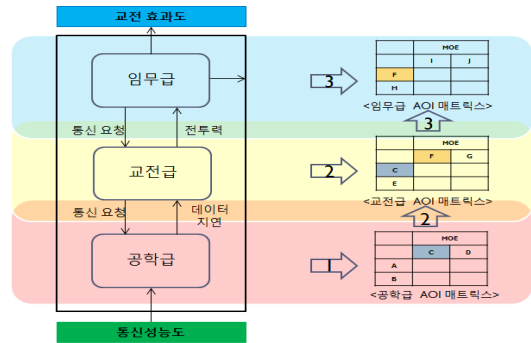 교전 효과도
임무급
통신 요청
전투력
교전급
통신 요청
데이터
지연
공학급
통신성능도
3
MOE
I J
F
H
<임무급 AOI 매트릭스>
3
2
MOE
F G
C
E
<교전급 AOI 매트릭스>
2
1
MOE
C D
A
B
<공학급 AOI 매트릭스>